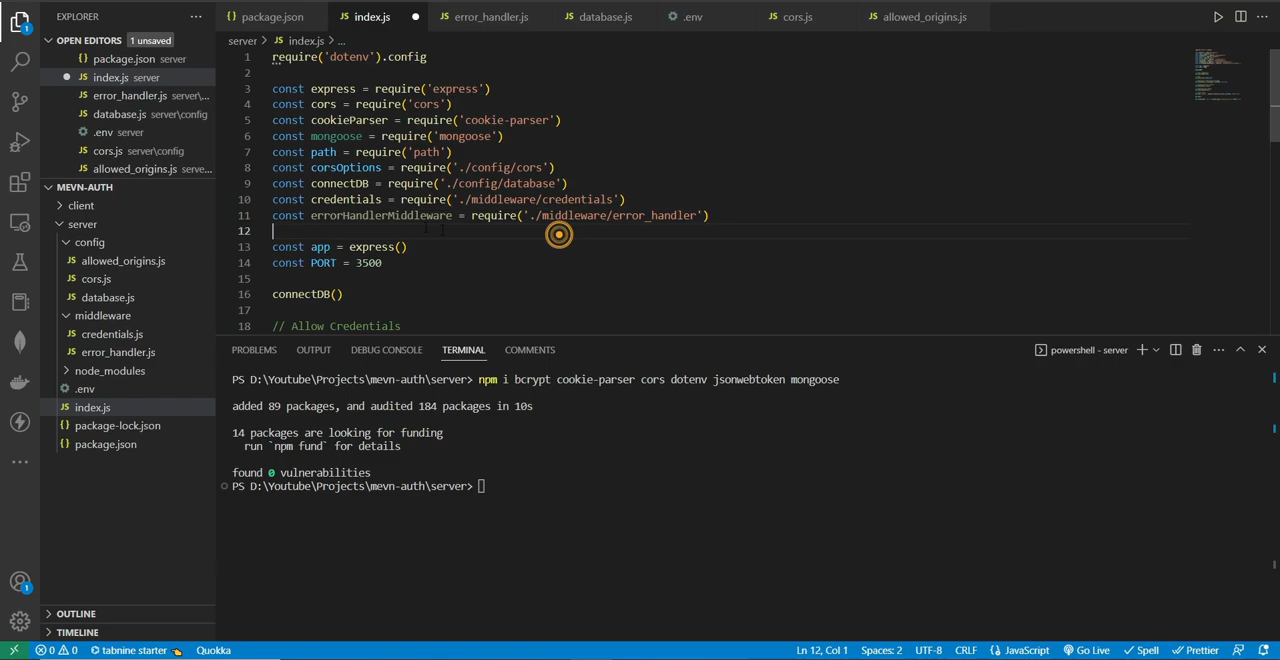 EXPLORER
OPEN EDITORS 1 unsaved
package.json server
index.js server
error_handler.js server\...
database.js server\config
.env server
cors.js server\config
allowed_origins.js serve...
MEVN-AUTH
client
server
config
allowed_origins.js
cors.js
database.js
middleware
credentials.js
error_handler.js
node_modules
.env
index.js
package-lock.json
package.json
OUTLINE
TIMELINE
package.json index.js error_handler.js database.js .env cors.js allowed_origins.js
server > JS index.js > ...
1 require('dotenv').config
2
3 const express = require('express')
4 const cors = require('cors')
5 const cookieParser = require('cookie-parser')
6 const mongoose = require('mongoose')
7 const path = require('path')
8 const corsOptions = require('./config/cors')
9 const connectDB = require('./config/database')
10 const credentials = require('./middleware/credentials')
11 const errorHandlerMiddleware = require('./middleware/error_handler')
12
13 const app = express()
14 const PORT = 3500
15
16 connectDB()
17
18 // Allow Credentials
PROBLEMS OUTPUT DEBUG CONSOLE TERMINAL COMMENTS powershell - server
PS D:\Youtube\Projects\mevn-auth\server> npm i bcrypt cookie-parser cors dotenv jsonwebtoken mongoose
added 89 packages, and audited 184 packages in 10s
14 packages are looking for funding
run `npm fund` for details
found 0 vulnerabilities
PS D:\Youtube\Projects\mevn-auth\server>
0 0 tabnine starter Quokka Ln 12, Col 1 Spaces: 2 UTF-8 CRLF JavaScript Go Live Spell Prettier